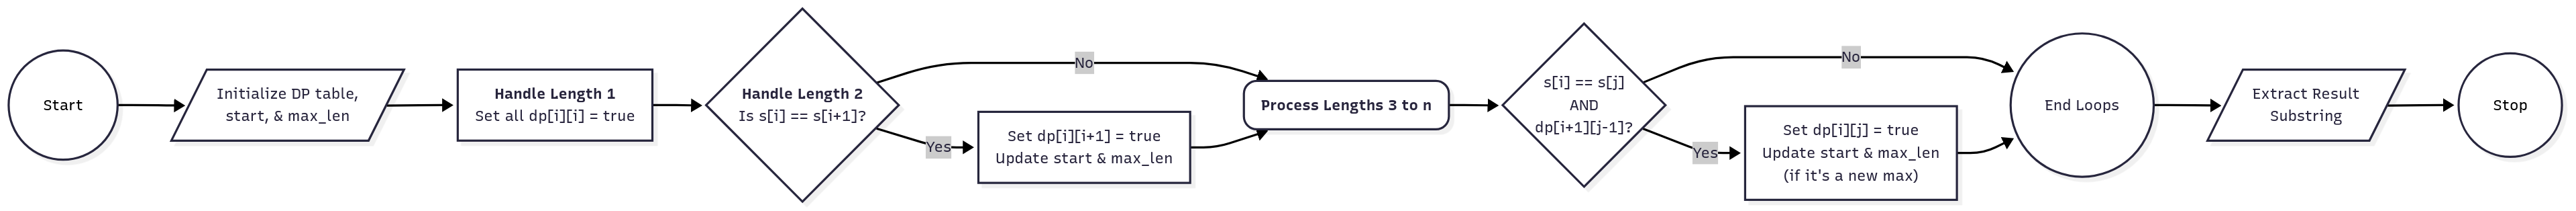 Start
Initialize DP table,
start, & max_len
Handle Length 1
Set all dp[i][i] = true
Handle Length 2
Is s[i] == s[i+1]?
No
Yes
Set dp[i][i+1] = true
Update start & max_len
Process Lengths 3 to n
s[i] == s[j]
AND
dp[i+1][j-1]?
No
Yes
Set dp[i][j] = true
Update start & max_len
(if it's a new max)
End Loops
Extract Result
Substring
Stop